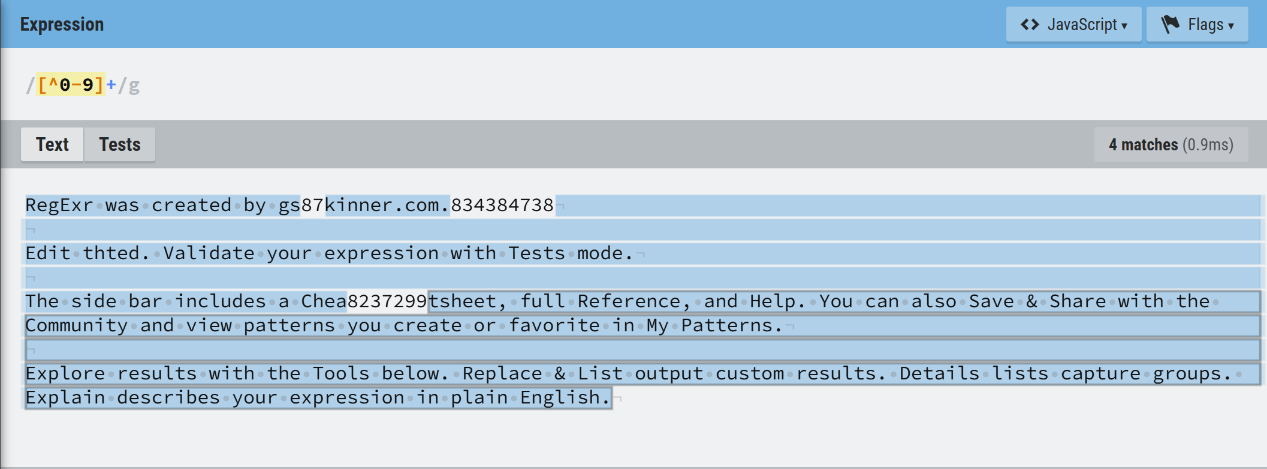 Expression
<> JavaScript ▾
Flags ▾
/[^0-9]+/g
Text
Tests
4 matches (0.9ms)
RegExr was created by gs87kinner.com.834384738
Edit thted. Validate your expression with Tests mode.
The side bar includes a Chea8237299tsheet, full Reference, and Help. You can also Save & Share with the
Community and view patterns you create or favorite in My Patterns.
Explore results with the Tools below. Replace & List output custom results. Details lists capture groups.
Explain describes your expression in plain English.